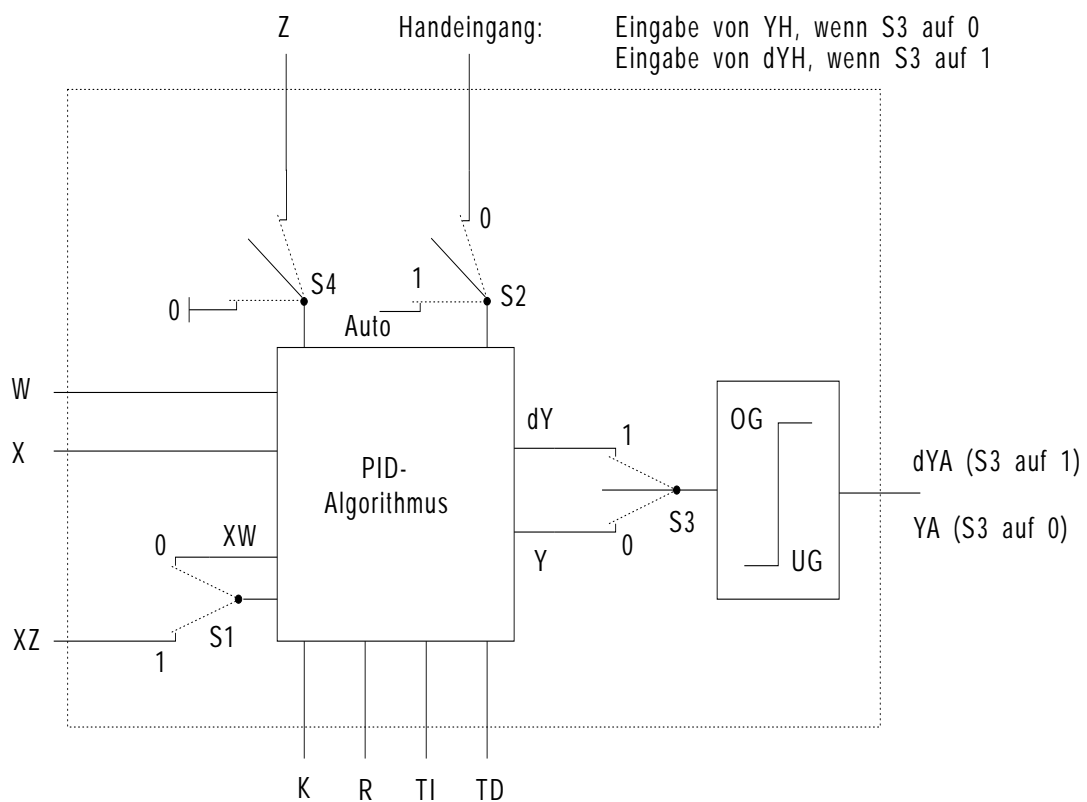 Z
Handeingang:
Eingabe von YH, wenn S3 auf 0
Eingabe von dYH, wenn S3 auf 1
0
S4
0
1
S2
Auto
W
X
PID-
Algorithmus
dY
1
S3
Y
0
OG
UG
dYA (S3 auf 1)
YA (S3 auf 0)
0
XW
XZ
1
S1
K
R
TI
TD